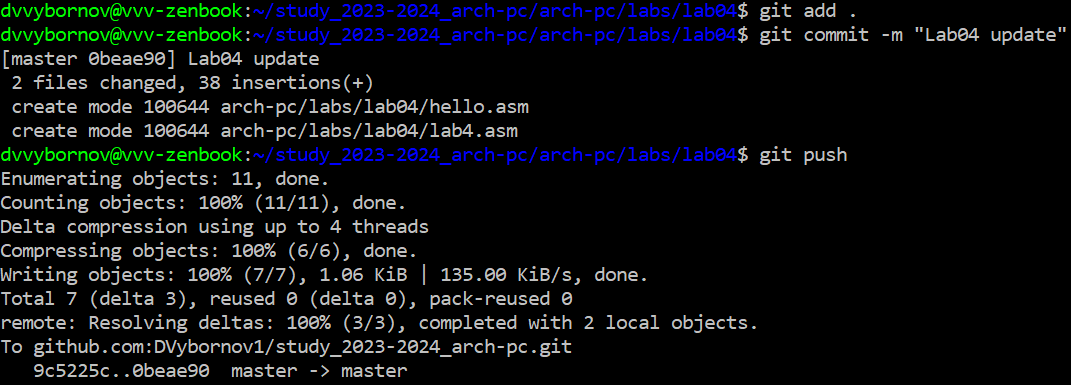 dvvybornov@vvv-zenbook:~/study_2023-2024_arch-pc/arch-pc/labs/lab04$ git add .
dvvybornov@vvv-zenbook:~/study_2023-2024_arch-pc/arch-pc/labs/lab04$ git commit -m "Lab04 update"
[master 0beae90] Lab04 update
 2 files changed, 38 insertions(+)
 create mode 100644 arch-pc/labs/lab04/hello.asm
 create mode 100644 arch-pc/labs/lab04/lab4.asm
dvvybornov@vvv-zenbook:~/study_2023-2024_arch-pc/arch-pc/labs/lab04$ git push
Enumerating objects: 11, done.
Counting objects: 100% (11/11), done.
Delta compression using up to 4 threads
Compressing objects: 100% (6/6), done.
Writing objects: 100% (7/7), 1.06 KiB | 135.00 KiB/s, done.
Total 7 (delta 3), reused 0 (delta 0), pack-reused 0
remote: Resolving deltas: 100% (3/3), completed with 2 local objects.
To github.com:DVybornov1/study_2023-2024_arch-pc.git
   9c5225c..0beae90  master -> master